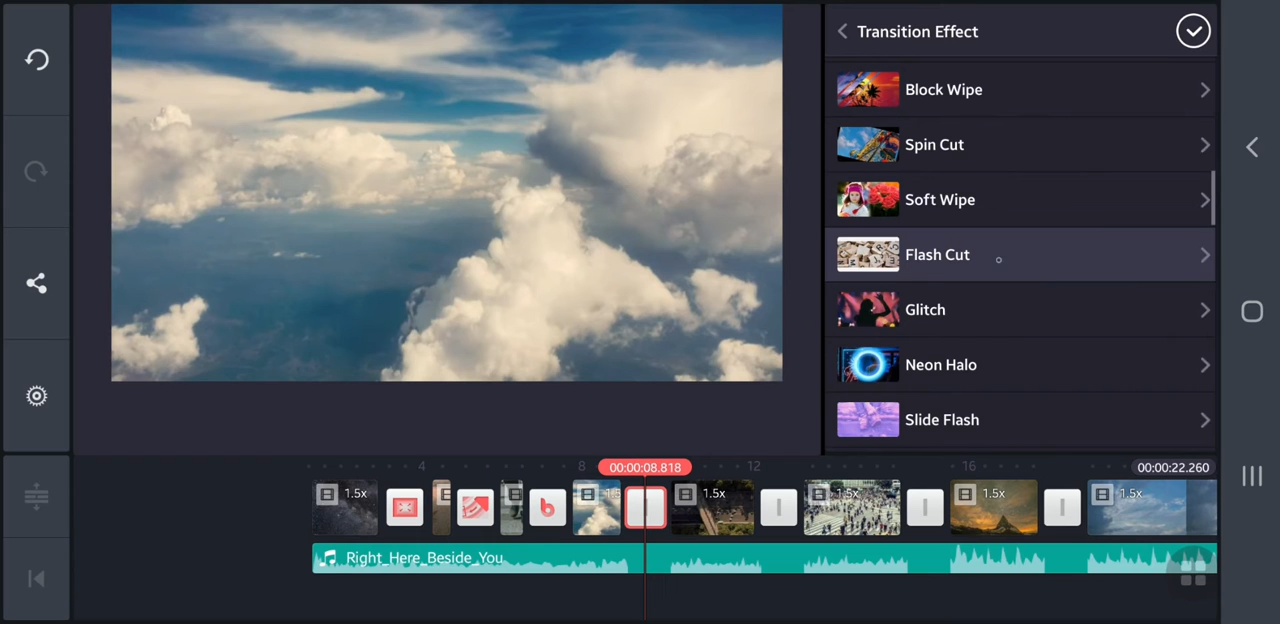 Transition Effect
Block Wipe
Spin Cut
Soft Wipe
Flash Cut
Glitch
Neon Halo
Slide Flash
4
8
00:00:08.818
12
16
00:00:22.260
1.5x
1.5
1.5x
1.5x
1.5x
1.5x
Right_Here_Beside_You